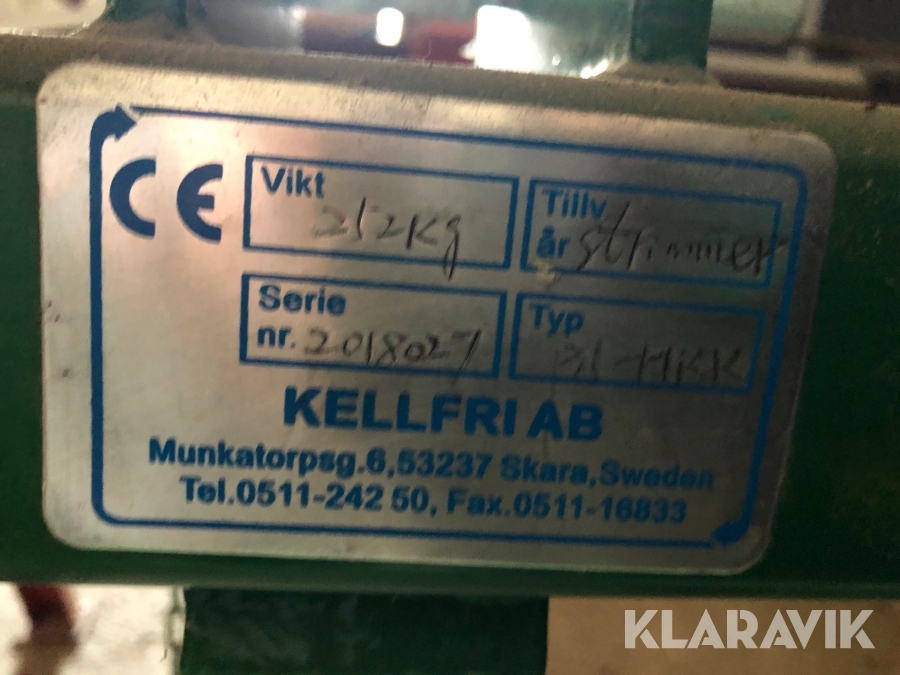 CE
Vikt 212Kg
Tillv
år strimmer
Serie
nr. 2018027
Typ
KELLFRI AB
Munkatorpsg.6,53237 Skara,Sweden
Tel.0511-242 50, Fax.0511-16833
KLARAVIK